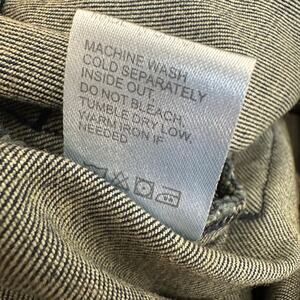 MACHINE WASH
COLD SEPARATELY
INSIDE OUT.
DO NOT BLEACH,
TUMBLE DRY LOW.
WARM IRON IF
NEEDED